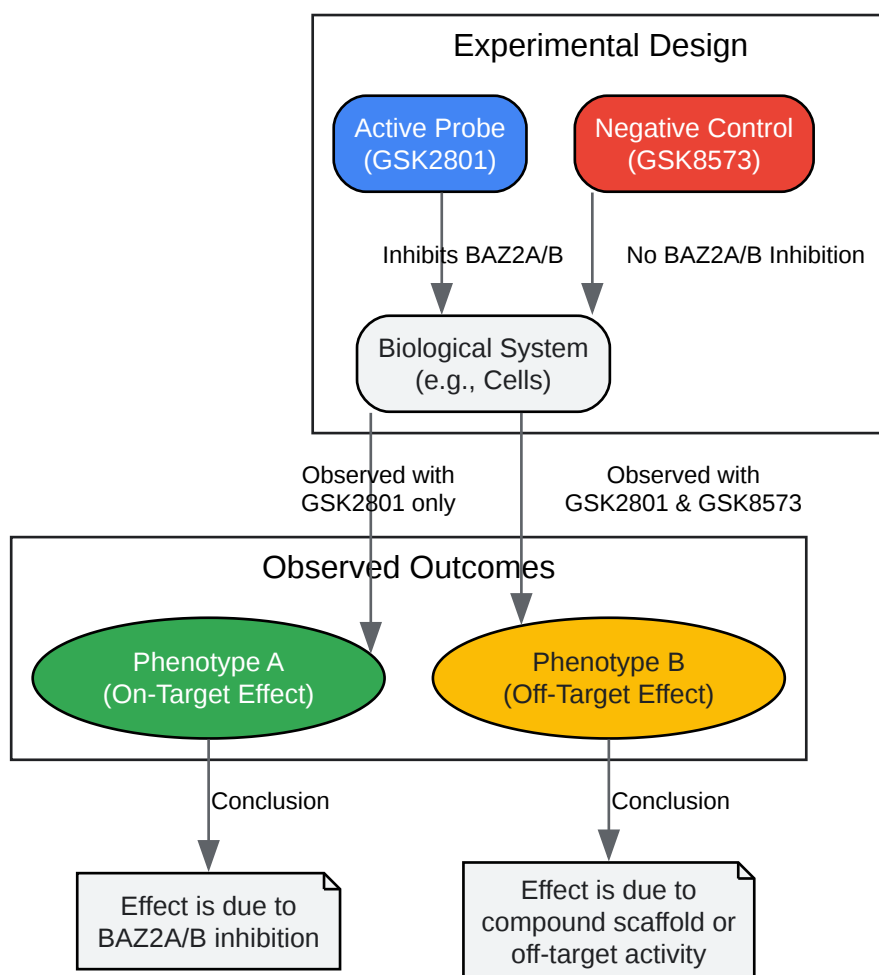 Experimental Design
Active Probe
(GSK2801)
Negative Control
(GSK8573)
Inhibits BAZ2A/B
No BAZ2A/B Inhibition
Biological System
(e.g., Cells)
Observed with
GSK2801 only
Observed with
GSK2801 & GSK8573
Observed Outcomes
Phenotype A
(On-Target Effect)
Phenotype B
(Off-Target Effect)
Conclusion
Conclusion
Effect is due to
BAZ2A/B inhibition
Effect is due to
compound scaffold or
off-target activity